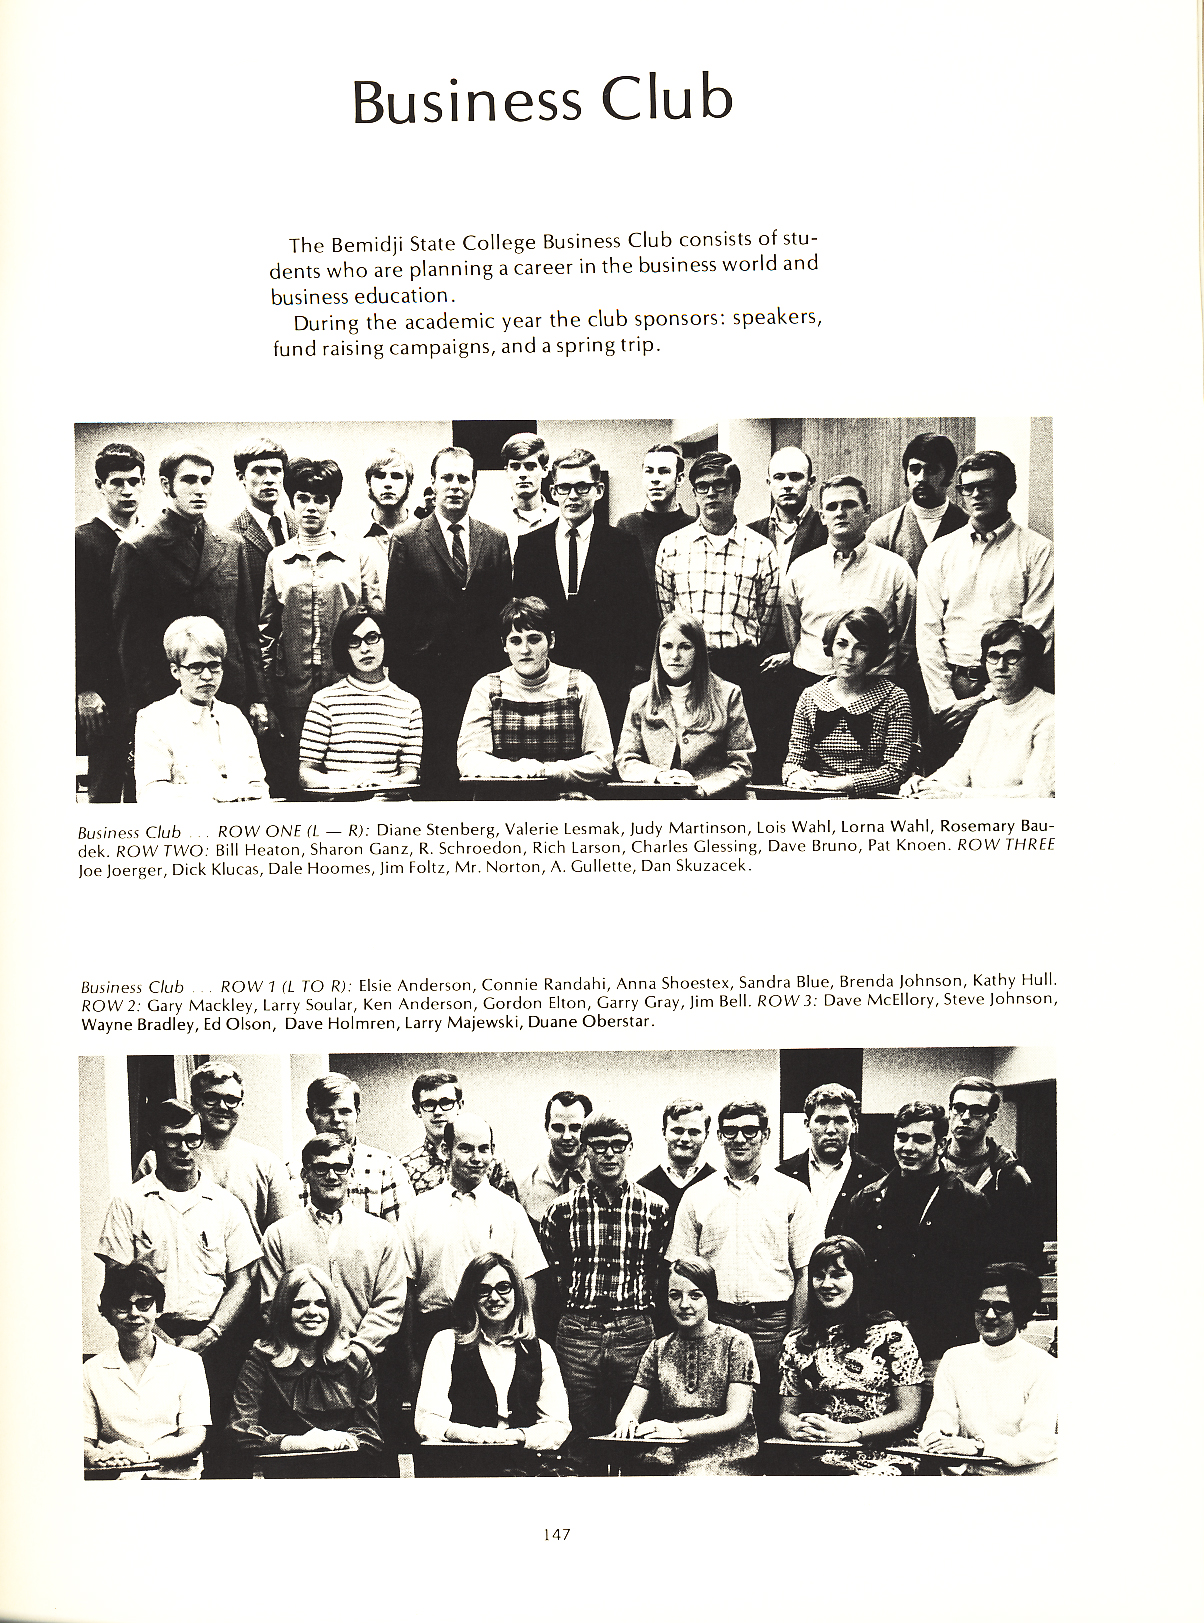 Business Club
The Bemidji State College Business Club consists of stu-
dents who are planning a career in the business world and
business education.
During the academic year the club sponsors: speakers,
fund raising campaigns, and a spring trip.
Business Club ... ROW ONE (L — R): Diane Stenberg, Valerie Lesmak, Judy Martinson, Lois Wahl, Lorna Wahl, Rosemary Bau-
dek. ROW TWO: Bill Heaton, Sharon Ganz, R. Schroedon, Rich Larson, Charles Glessing, Dave Bruno, Pat Knoen. ROW THREE
Joe Joerger, Dick Klucas, Dale Hoomes, Jim Foltz, Mr. Norton, A. Gullette, Dan Skuzacek.
Business Club ... ROW 1 (L TO R): Elsie Anderson, Connie Randahi, Anna Shoestex, Sandra Blue, Brenda Johnson, Kathy Hull.
ROW 2: Gary Mackley, Larry Soular, Ken Anderson, Gordon Elton, Garry Gray, Jim Bell. ROW 3: Dave McEllory, Steve Johnson,
Wayne Bradley, Ed Olson, Dave Holmren, Larry Majewski, Duane Oberstar.
147